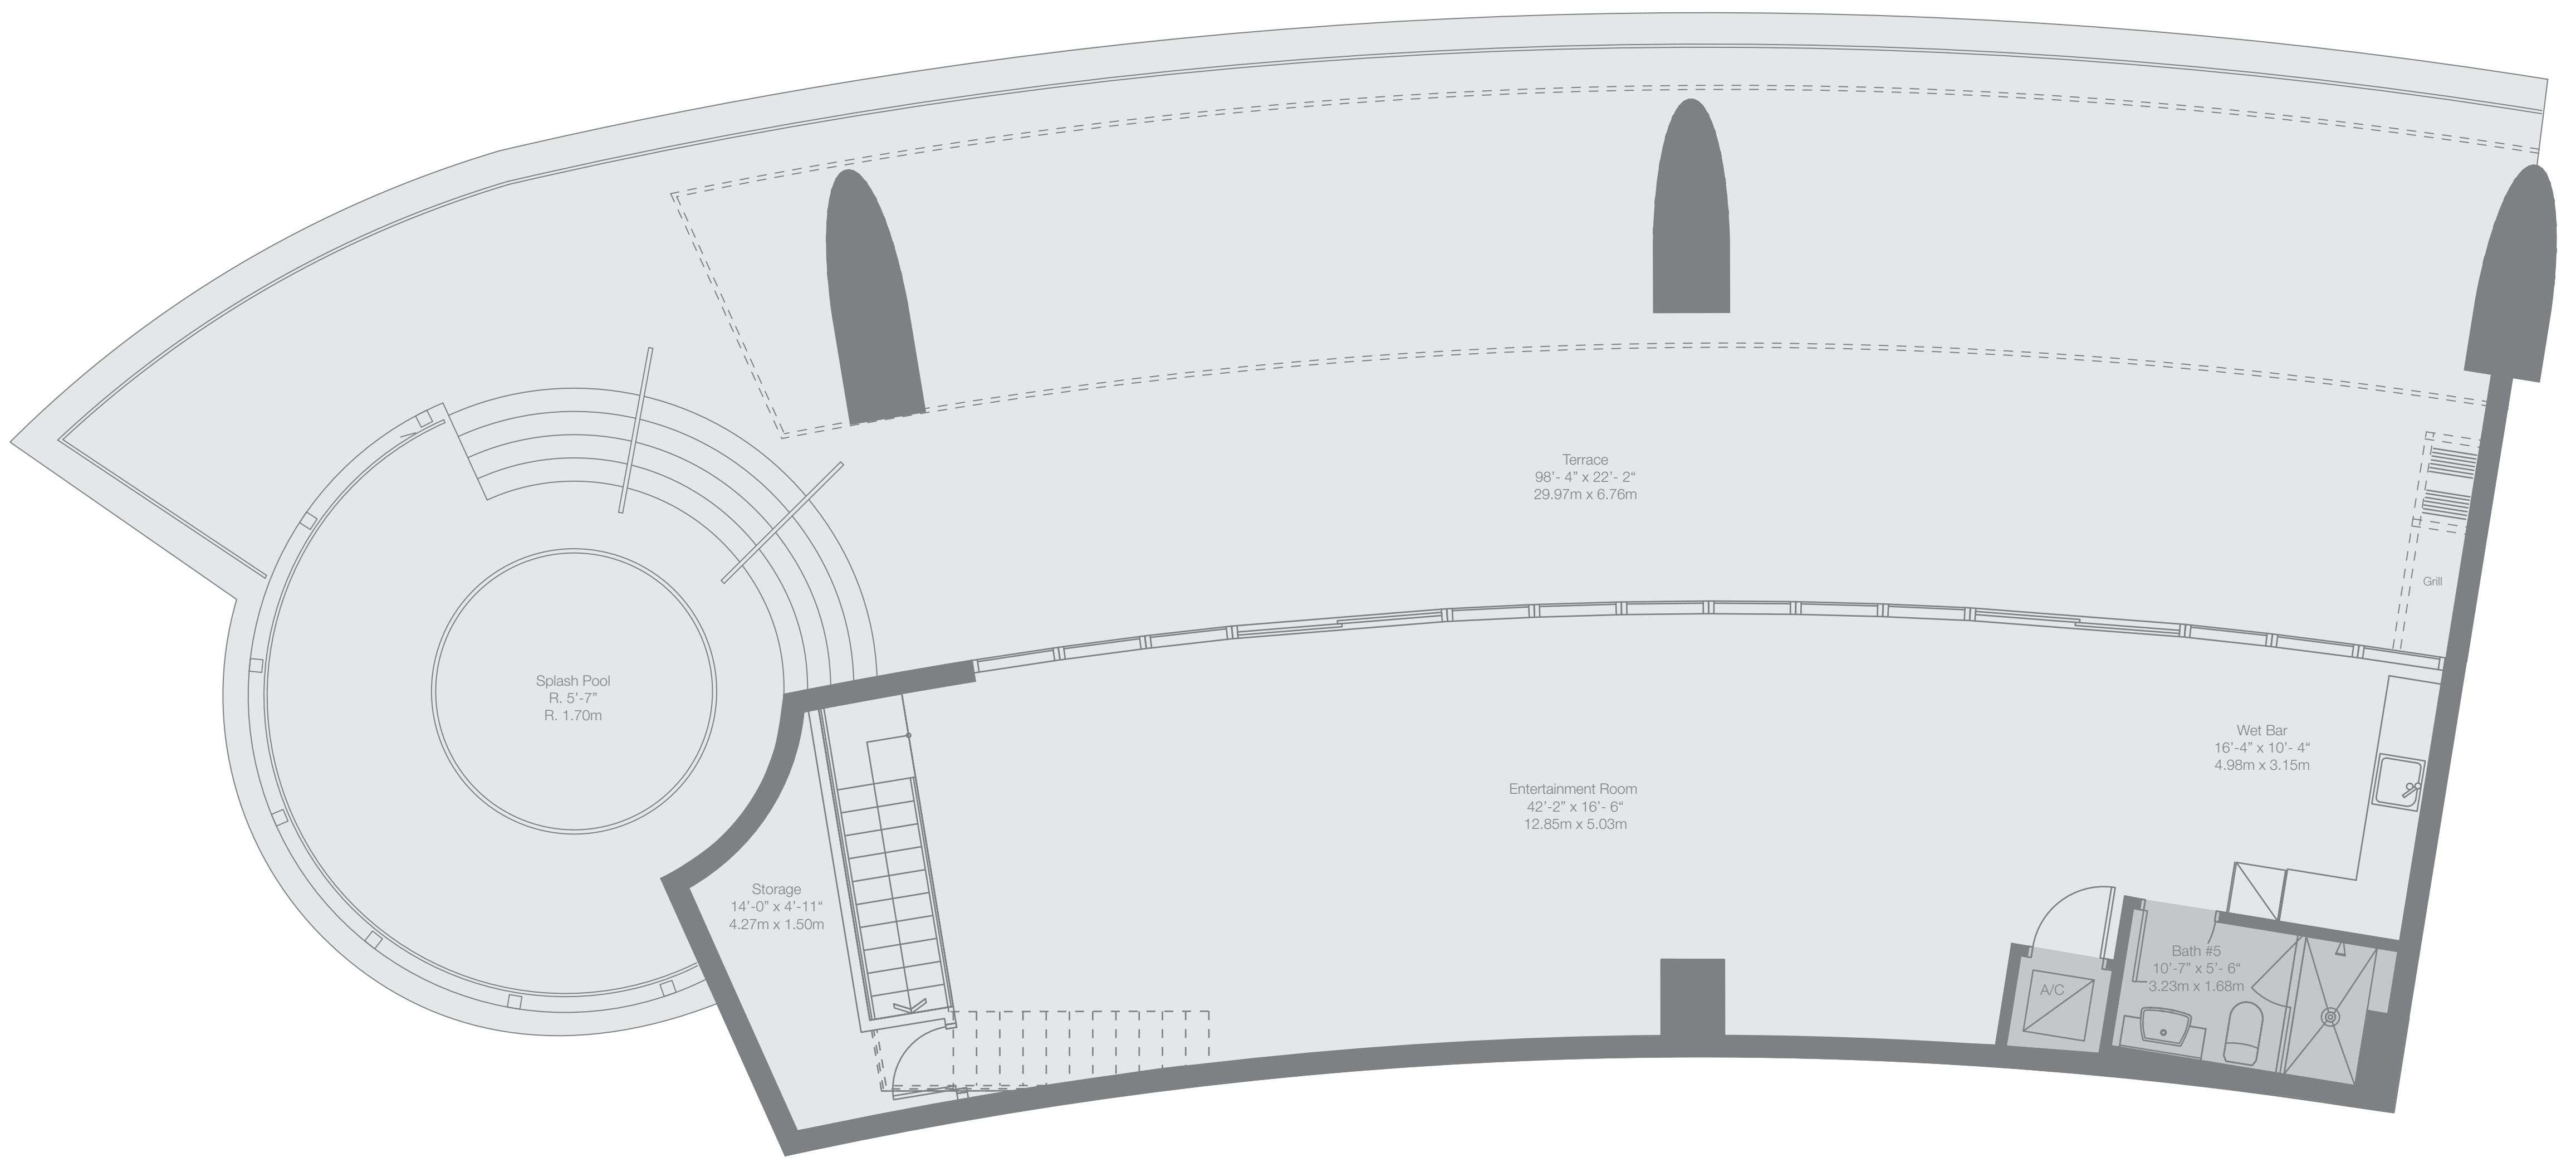 Terrace
98’- 4” x 22’- 2“
29.97m x 6.76m
Grill
Splash Pool
R. 5’-7”
R. 1.70m
Wet Bar
16’-4” x 10’- 4“
4.98m x 3.15m
Entertainment Room
42’-2” x 16’- 6“
12.85m x 5.03m
Storage
14’-0” x 4’-11“
4.27m x 1.50m
Bath #5
10’-7” x 5’- 6“
3.23m x 1.68m
A/C